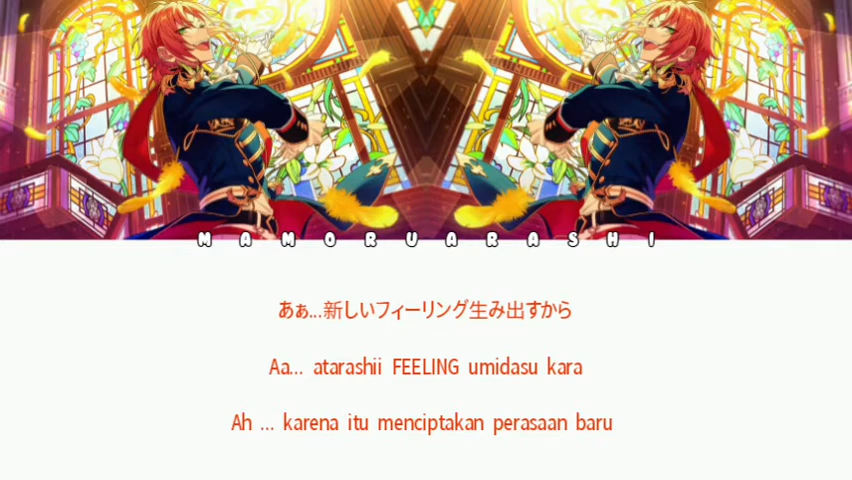 MAMORUARASHI
あぁ...新しいフィーリング生み出すから
Aa... atarashii FEELING umidasu kara
Ah ... karena itu menciptakan perasaan baru